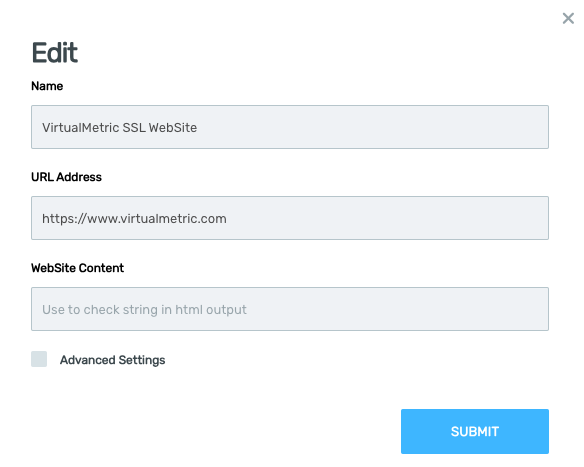 Edit
Name
VirtualMetric SSL WebSite
URL Address
https://www.virtualmetric.com
WebSite Content
Use to check string in html output
Advanced Settings
SUBMIT